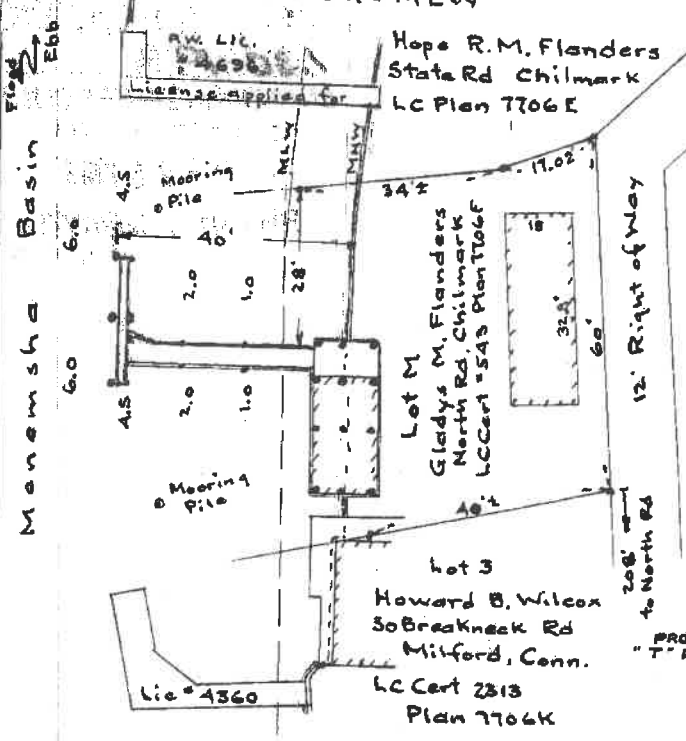 Flood
Ebb
P.W. Lic.
# 4696
License applied for
Hope R.M. Flanders
State Rd Chilmark
LC Plan 7706 E
Menemsha Basin
MLW
MHW
Mooring
Pile
34'±
17.02'
4.5
6.0
40'
2.0
1.0
28'
18
32
60'
12' Right of Way
Lot M
Gladys M. Flanders
North Rd. Chilmark
LC Cert #543 Plan 7706F
6.0
4.5
2.0
1.0
Mooring
Pile
40'±
208'
to North Rd
Lot 3
Howard B. Wilcox
30 Breakneck Rd
Milford, Conn.
LC Cert 2313
Plan 7706K
Lic # 4360
"T"